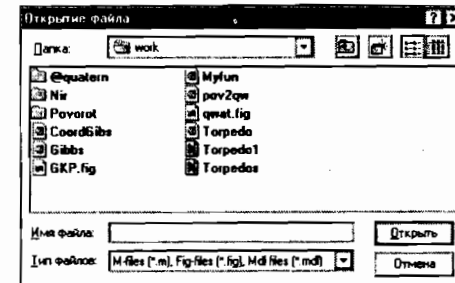 Открытие файла
Папка: work
@quatern
Nir
Povorot
CoordGibs
Gibbs
GKP.fig
Myfun
pov2qw
qwat.fig
Torpedo
Torpedo1
Torpedos
Имя файла: Открыть
Тип файлов: M-files (*.m), Fig-files (*.fig), Mdl files (*.mdl) Отмена